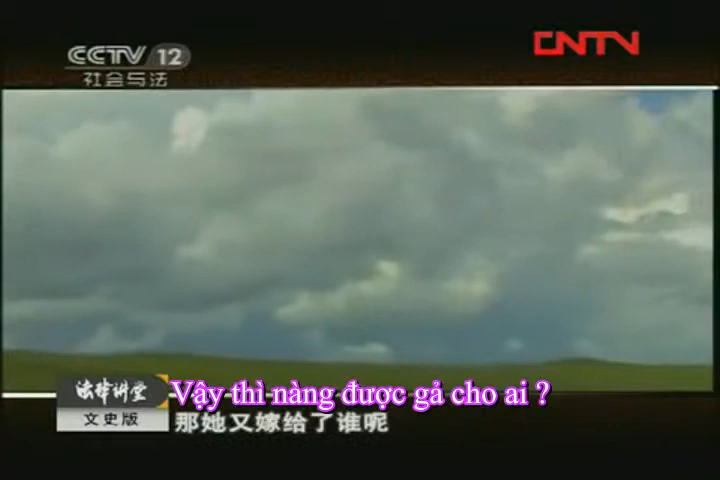 CCTV 12
社会与法
CNTV
法律讲堂
文史版
Vậy thì nàng được gả cho ai ?
那她又嫁给了谁呢